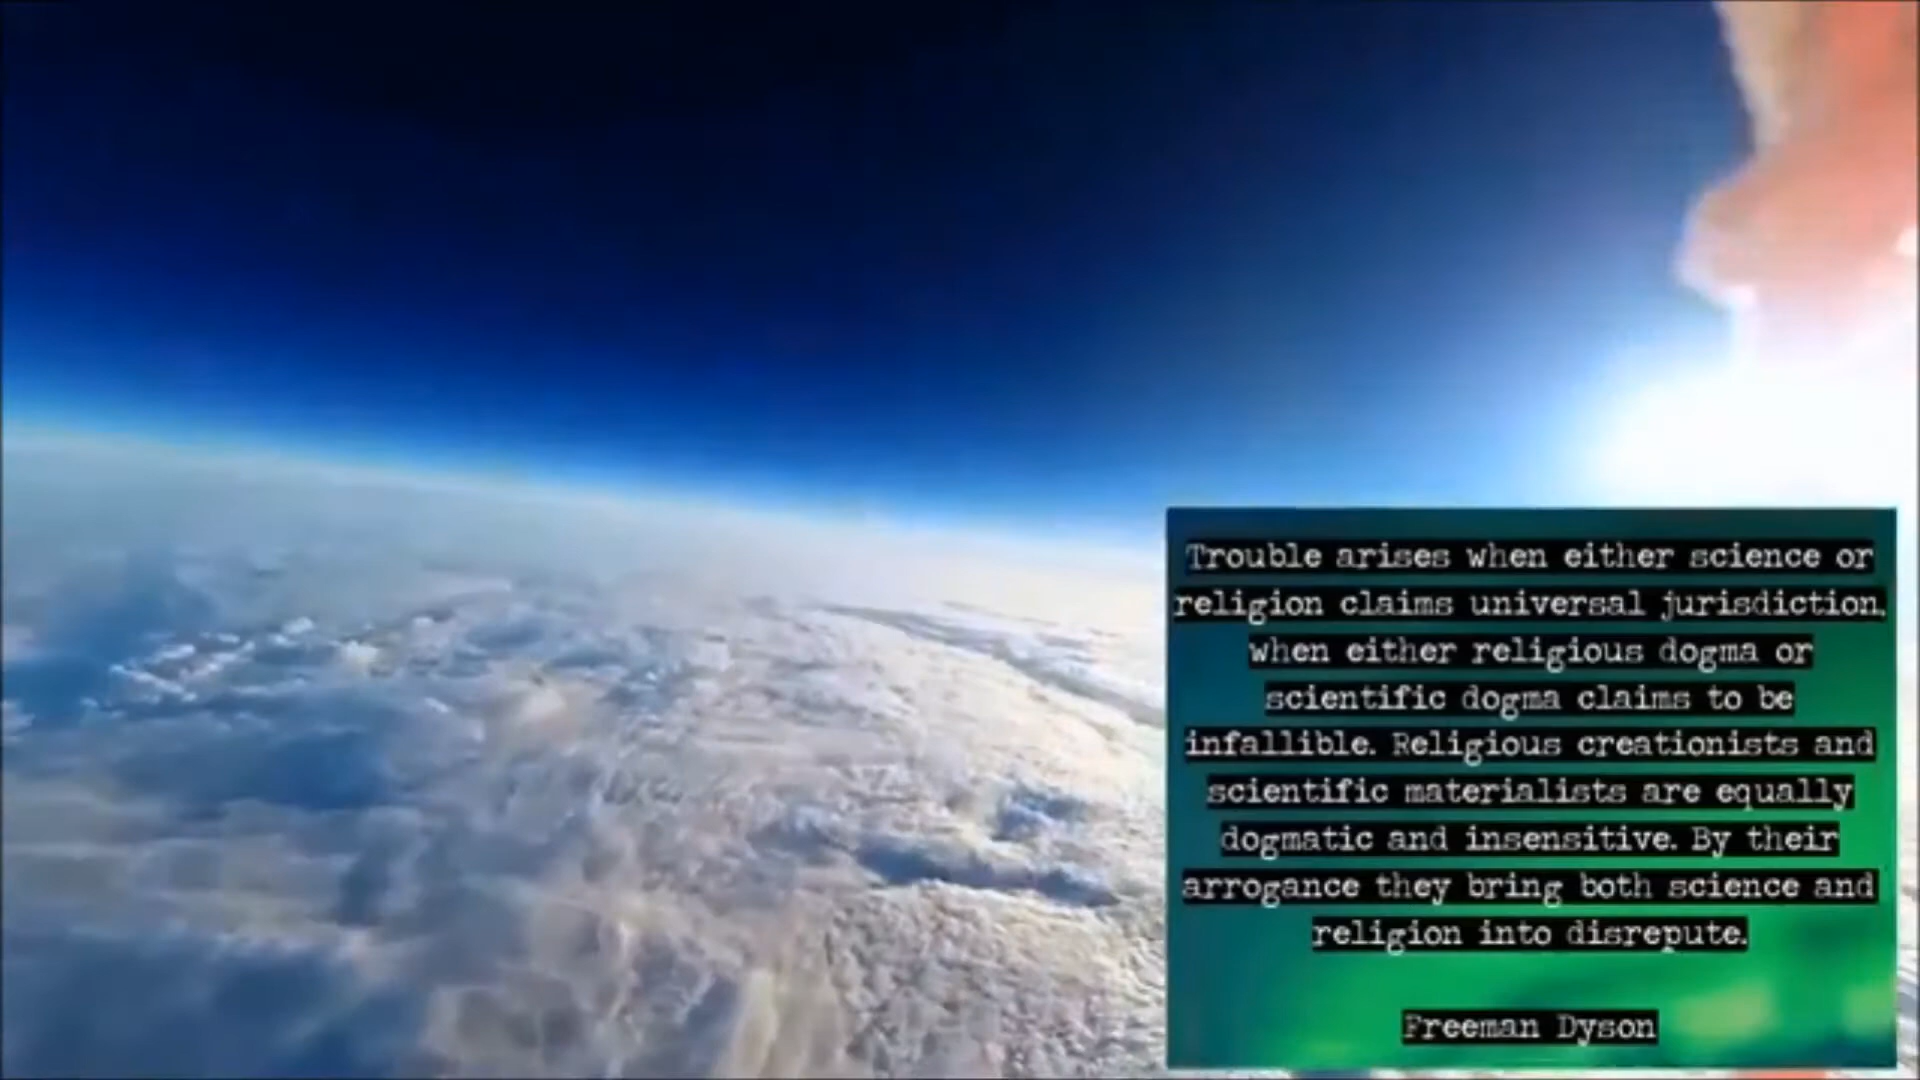 Trouble arises when either science or
religion claims universal jurisdiction,
when either religious dogma or
scientific dogma claims to be
infallible. Religious creationists and
scientific materialists are equally
dogmatic and insensitive. By their
arrogance they bring both science and
religion into disrepute.
Freeman Dyson